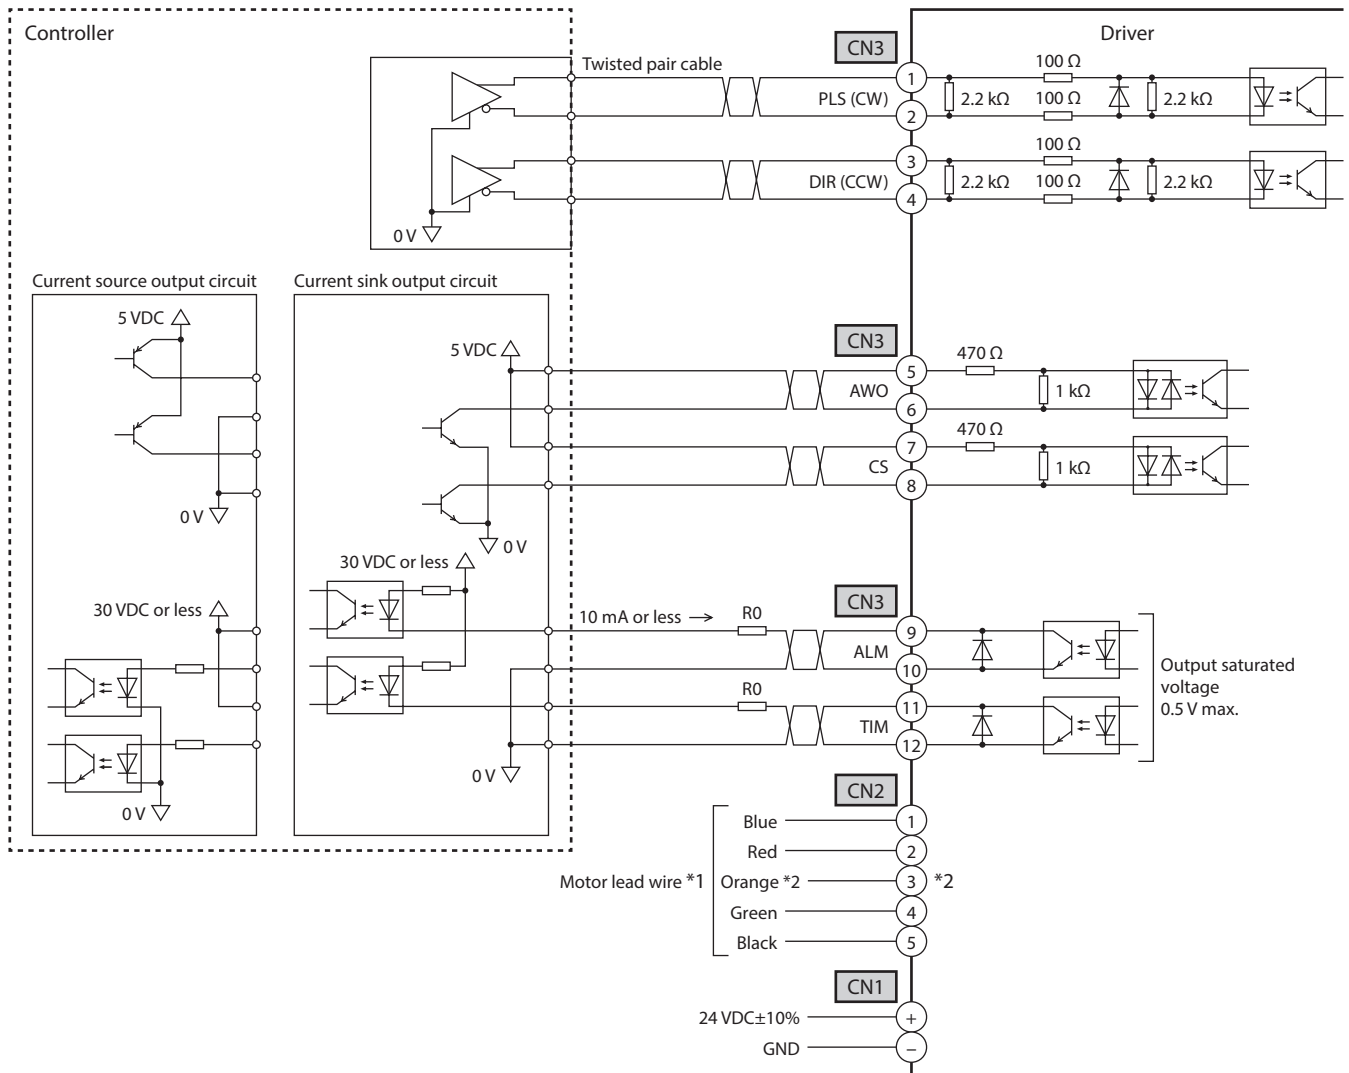 Controller
Driver
CN3
Twisted pair cable
1
PLS (CW)
2
2.2 kΩ
100 Ω
100 Ω
2.2 kΩ
3
DIR (CCW)
4
2.2 kΩ
100 Ω
100 Ω
2.2 kΩ
0 V
Current source output circuit
Current sink output circuit
5 VDC
0 V
30 VDC or less
0 V
5 VDC
0 V
30 VDC or less
0 V
CN3
5
AWO
6
470 Ω
1 kΩ
7
CS
8
470 Ω
1 kΩ
10 mA or less
R0
CN3
9
ALM
10
R0
11
TIM
12
Output saturated
voltage
0.5 V max.
CN2
Motor lead wire *1
Blue
1
Red
2
Orange *2
3
*2
Green
4
Black
5
CN1
24 VDC±10%
+
GND
−